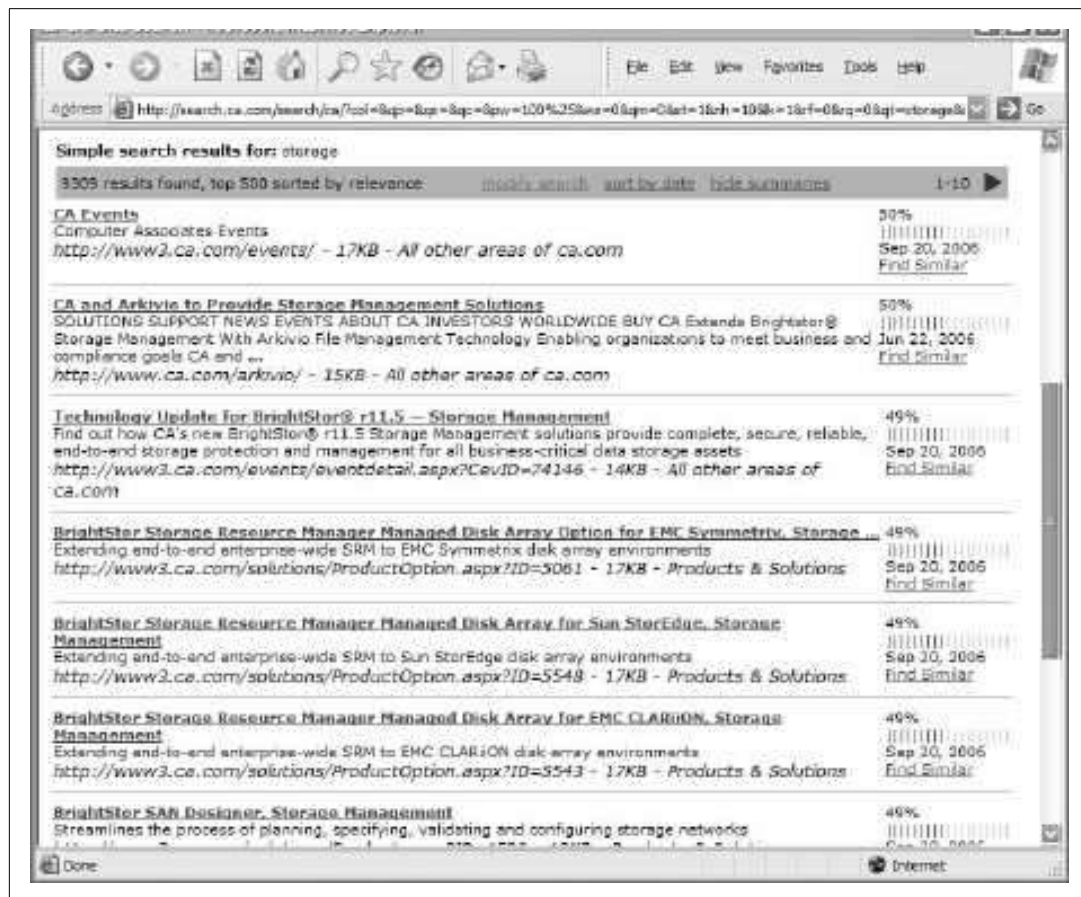 File Edit View Favorites Tools Help
Address http://search.ca.com/search/ca/?col=&qp=&qs=&qc=&pw=100%25&ws=0&qm=0&st=1&nh=10&lk=1&rf=0&rq=0&qt=storage& Go
Simple search results for: storage
3309 results found, top 500 sorted by relevance modify search sort by date hide summaries 1-10
CA Events 50%
Computer Associates Events
http://www3.ca.com/events/ - 17KB - All other areas of ca.com Sep 20, 2006
Find Similar
CA and Arkivio to Provide Storage Management Solutions 50%
SOLUTIONS SUPPORT NEWS EVENTS ABOUT CA INVESTORS WORLDWIDE BUY CA Extends Brightstor®
Storage Management With Arkivio File Management Technology Enabling organizations to meet business and Jun 22, 2006
compliance goals CA and ... Find Similar
http://www.ca.com/arkivio/ - 15KB - All other areas of ca.com
Technology Update for BrightStor® r11.5 — Storage Management 49%
Find out how CA's new BrightStor® r11.5 Storage Management solutions provide complete, secure, reliable,
end-to-end storage protection and management for all business-critical data storage assets Sep 20, 2006
http://www3.ca.com/events/eventdetail.aspx?CevID=74146 - 14KB - All other areas of Find Similar
ca.com
BrightStor Storage Resource Manager Managed Disk Array Option for EMC Symmetrix, Storage ... 49%
Extending end-to-end enterprise-wide SRM to EMC Symmetrix disk array environments
http://www3.ca.com/solutions/ProductOption.aspx?ID=5061 - 17KB - Products & Solutions Sep 20, 2006
Find Similar
BrightStor Storage Resource Manager Managed Disk Array for Sun StorEdge, Storage 49%
Management
Extending end-to-end enterprise-wide SRM to Sun StorEdge disk array environments Sep 20, 2006
http://www3.ca.com/solutions/ProductOption.aspx?ID=5548 - 17KB - Products & Solutions Find Similar
BrightStor Storage Resource Manager Managed Disk Array for EMC CLARiiON, Storage 49%
Management
Extending end-to-end enterprise-wide SRM to EMC CLARiiON disk array environments Sep 20, 2006
http://www3.ca.com/solutions/ProductOption.aspx?ID=5543 - 17KB - Products & Solutions Find Similar
BrightStor SAN Designer, Storage Management 49%
Streamlines the process of planning, specifying, validating and configuring storage networks
Done Internet